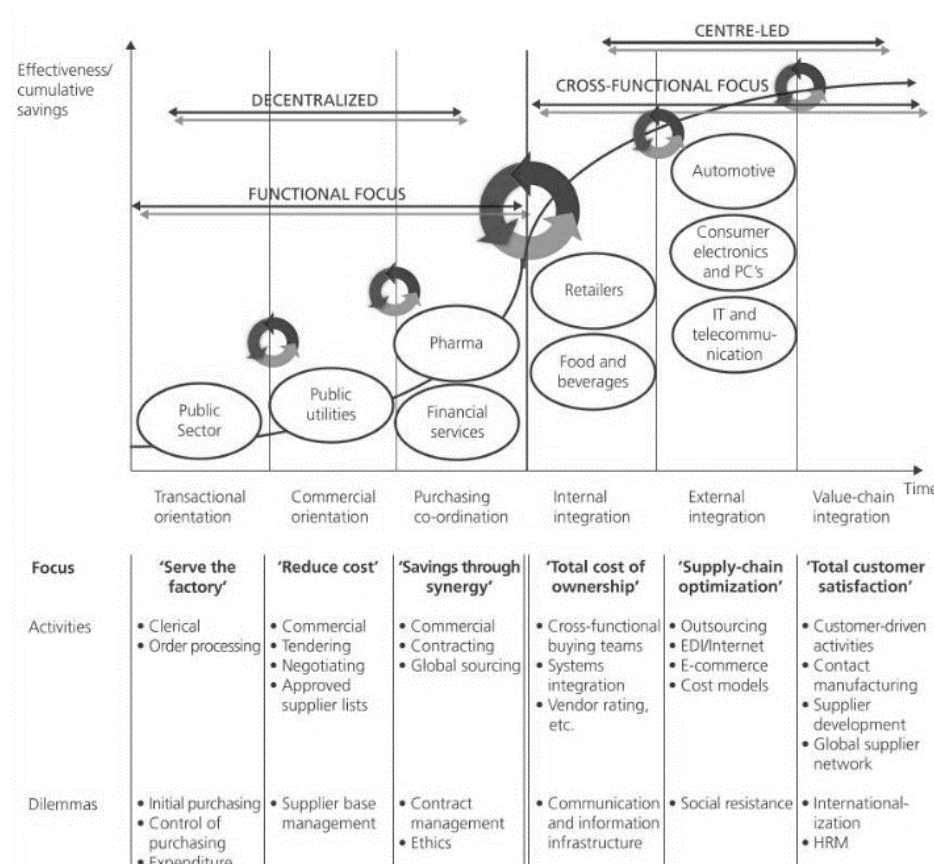 CENTRE-LED
Effectiveness/
cumulative
savings
DECENTRALIZED
CROSS-FUNCTIONAL FOCUS
FUNCTIONAL FOCUS
Automotive
Consumer
electronics
and PC's
IT and
telecommu-
nication
Retailers
Food and
beverages
Pharma
Financial
services
Public
utilities
Public
Sector
Time
Transactional
orientation
Commercial
orientation
Purchasing
co-ordination
Internal
integration
External
integration
Value-chain
integration
Focus
'Serve the
factory'
'Reduce cost'
'Savings through
synergy'
'Total cost of
ownership'
'Supply-chain
optimization'
'Total customer
satisfaction'
Activities
• Clerical
• Order processing
• Commercial
• Tendering
• Negotiating
• Approved
supplier lists
• Commercial
• Contracting
• Global sourcing
• Cross-functional
buying teams
• Systems
integration
• Vendor rating,
etc.
• Outsourcing
• EDI/Internet
• E-commerce
• Cost models
• Customer-driven
activities
• Contact
manufacturing
• Supplier
development
• Global supplier
network
Dilemmas
• Initial purchasing
• Control of
purchasing
• Expenditure
• Supplier base
management
• Contract
management
• Ethics
• Communication
and information
infrastructure
• Social resistance
• International-
ization
• HRM